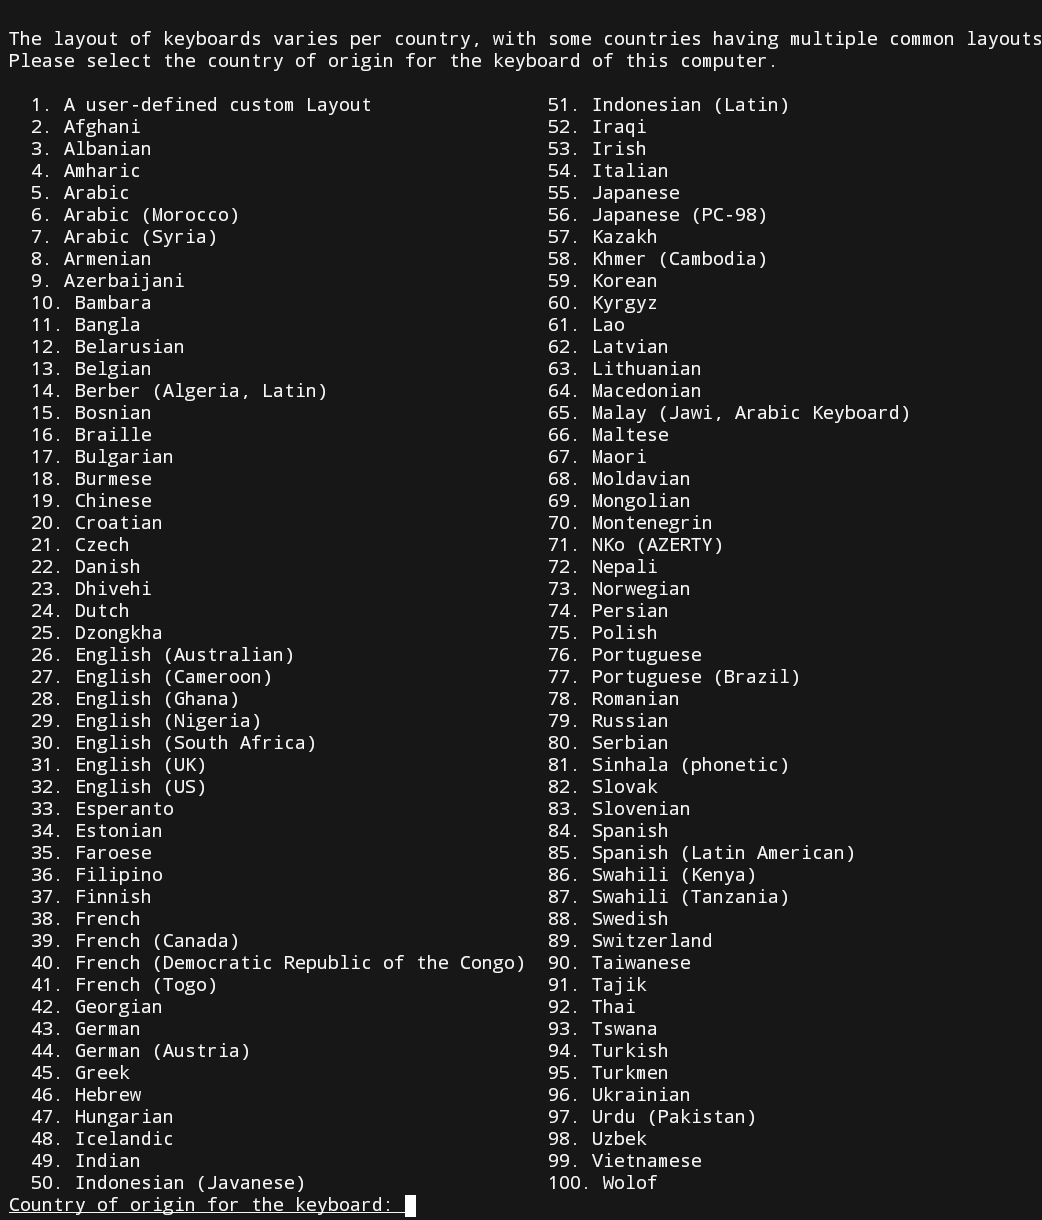 The layout of keyboards varies per country, with some countries having multiple common layouts
Please select the country of origin for the keyboard of this computer.
1. A user-defined custom Layout 51. Indonesian (Latin)
2. Afghani 52. Iraqi
3. Albanian 53. Irish
4. Amharic 54. Italian
5. Arabic 55. Japanese
6. Arabic (Morocco) 56. Japanese (PC-98)
7. Arabic (Syria) 57. Kazakh
8. Armenian 58. Khmer (Cambodia)
9. Azerbaijani 59. Korean
10. Bambara 60. Kyrgyz
11. Bangla 61. Lao
12. Belarusian 62. Latvian
13. Belgian 63. Lithuanian
14. Berber (Algeria, Latin) 64. Macedonian
15. Bosnian 65. Malay (Jawi, Arabic Keyboard)
16. Braille 66. Maltese
17. Bulgarian 67. Maori
18. Burmese 68. Moldavian
19. Chinese 69. Mongolian
20. Croatian 70. Montenegrin
21. Czech 71. NKo (AZERTY)
22. Danish 72. Nepali
23. Dhivehi 73. Norwegian
24. Dutch 74. Persian
25. Dzongkha 75. Polish
26. English (Australian) 76. Portuguese
27. English (Cameroon) 77. Portuguese (Brazil)
28. English (Ghana) 78. Romanian
29. English (Nigeria) 79. Russian
30. English (South Africa) 80. Serbian
31. English (UK) 81. Sinhala (phonetic)
32. English (US) 82. Slovak
33. Esperanto 83. Slovenian
34. Estonian 84. Spanish
35. Faroese 85. Spanish (Latin American)
36. Filipino 86. Swahili (Kenya)
37. Finnish 87. Swahili (Tanzania)
38. French 88. Swedish
39. French (Canada) 89. Switzerland
40. French (Democratic Republic of the Congo) 90. Taiwanese
41. French (Togo) 91. Tajik
42. Georgian 92. Thai
43. German 93. Tswana
44. German (Austria) 94. Turkish
45. Greek 95. Turkmen
46. Hebrew 96. Ukrainian
47. Hungarian 97. Urdu (Pakistan)
48. Icelandic 98. Uzbek
49. Indian 99. Vietnamese
50. Indonesian (Javanese) 100. Wolof
Country of origin for the keyboard: